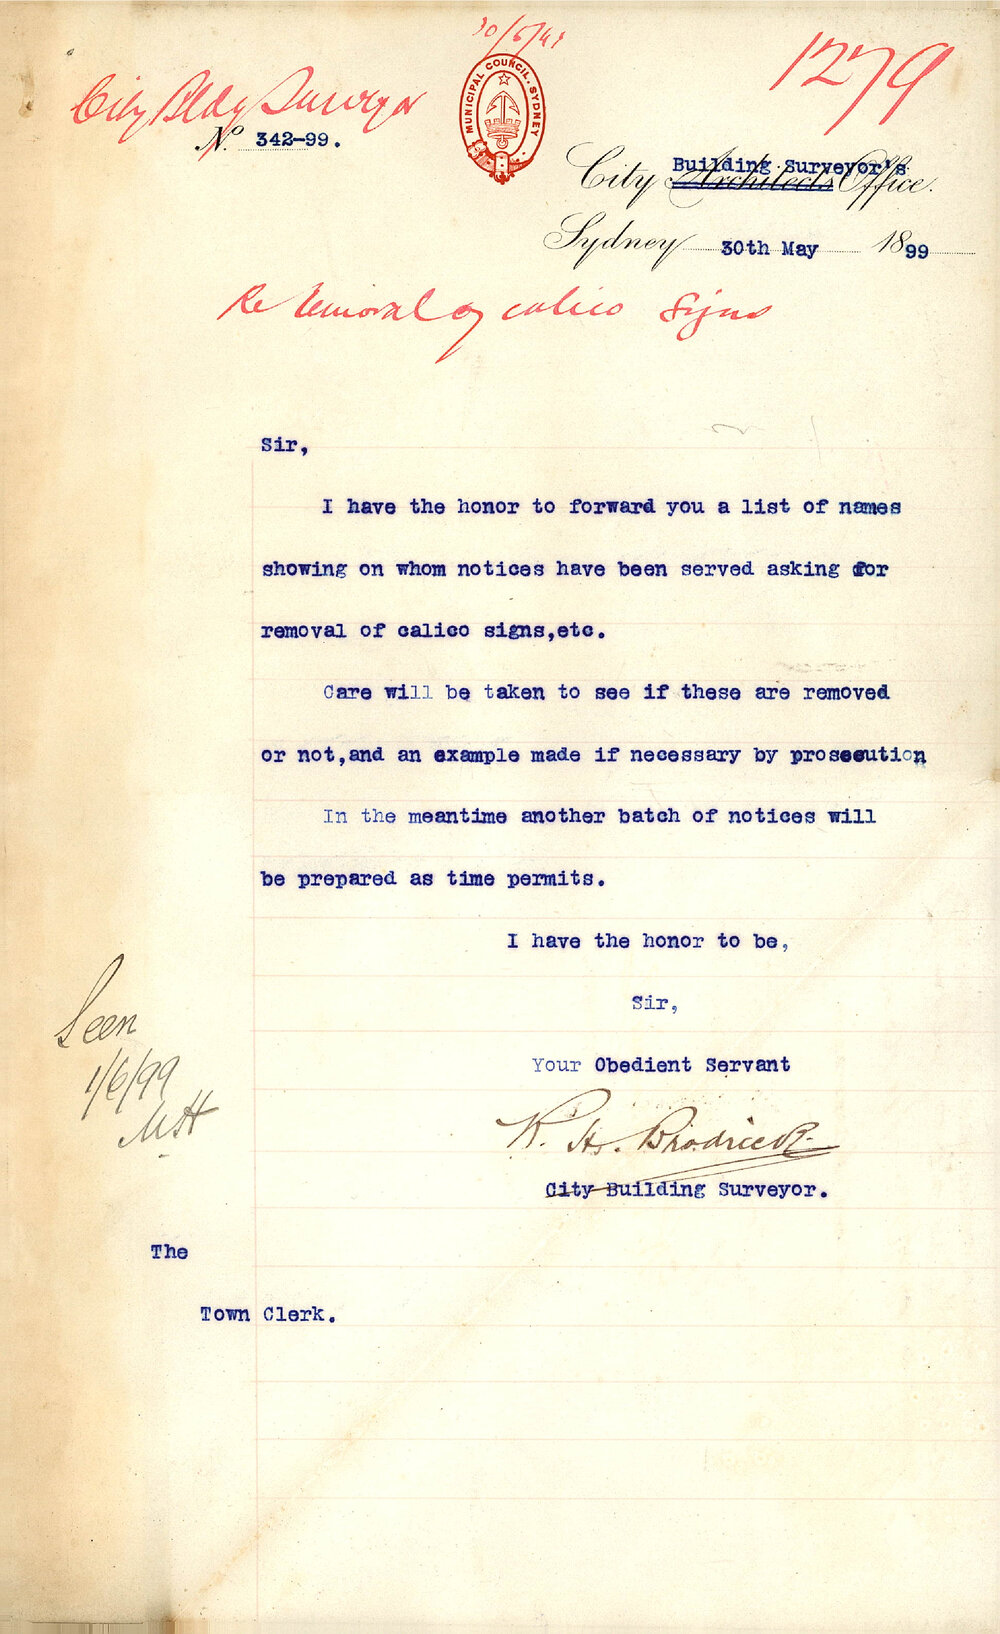 30/5/99
1279
City Bldg Surveyor
MUNICIPAL COUNCIL. SYDNEY
No 342-99.
Building Surveyor's
City Architects Office.
Sydney 30th May 1899
Re removal of calico signs
Sir,
I have the honor to forward you a list of names
showing on whom notices have been served asking for
removal of calico signs,etc.
Care will be taken to see if these are removed
or not,and an example made if necessary by prosecution
In the meantime another batch of notices will
be prepared as time permits.
I have the honor to be,
Sir,
Your Obedient Servant
Seen
1/6/99
R. H. Brodrick
City Building Surveyor.
The
Town Clerk.